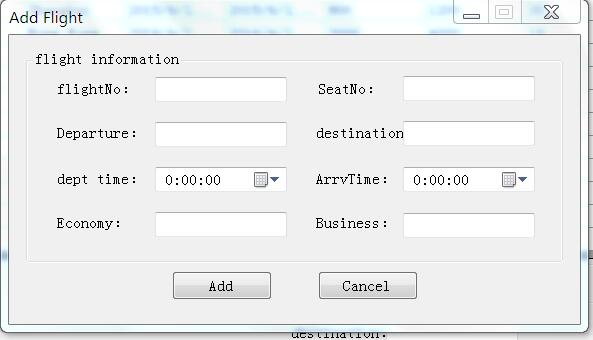 Add Flight
flight information
flightNo: SeatNo:
Departure: destination
dept time: 0:00:00 ArrvTime: 0:00:00
Economy: Business:
Add Cancel
destination: